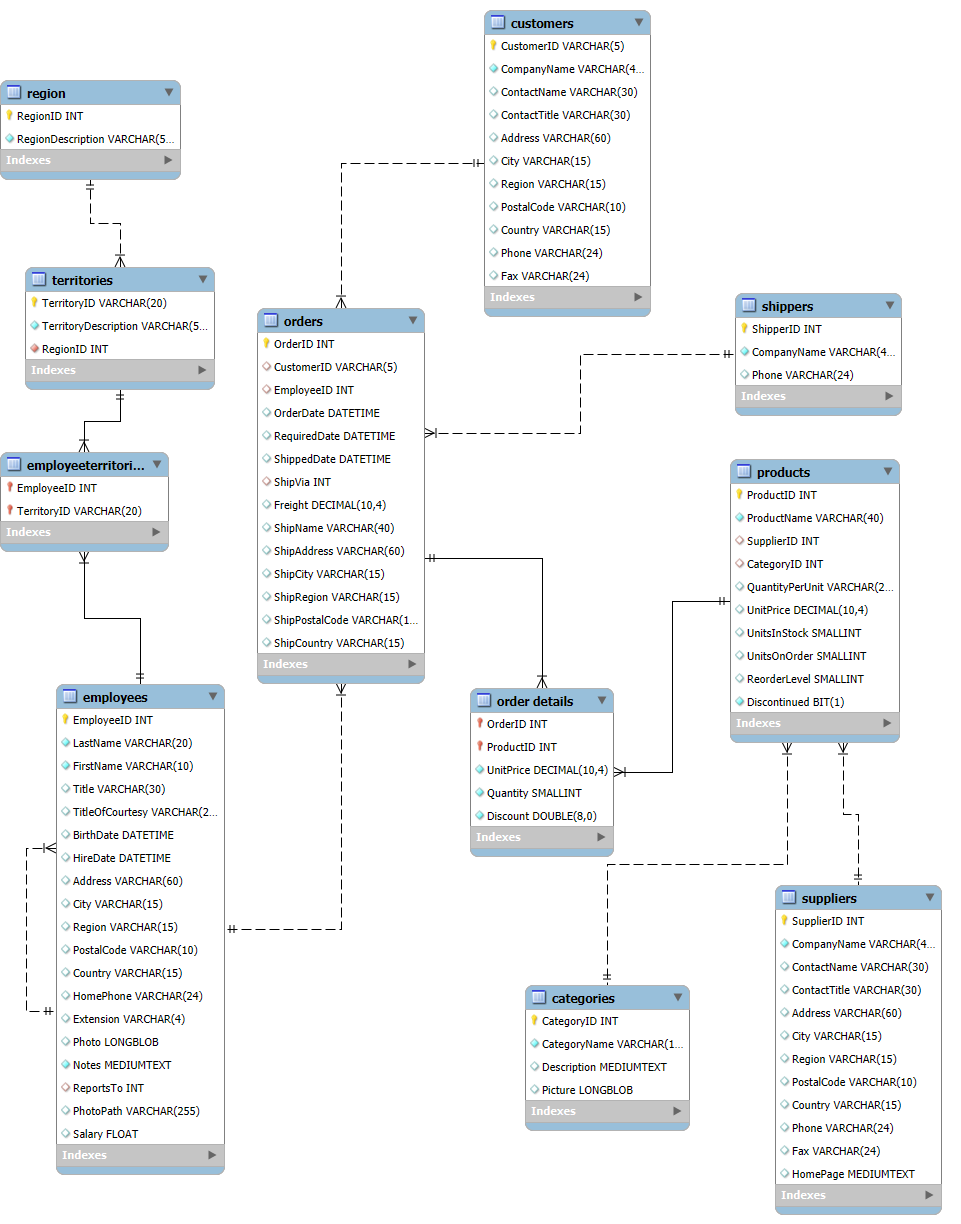 customers
CustomerID VARCHAR(5)
CompanyName VARCHAR(4...
ContactName VARCHAR(30)
ContactTitle VARCHAR(30)
Address VARCHAR(60)
City VARCHAR(15)
Region VARCHAR(15)
PostalCode VARCHAR(10)
Country VARCHAR(15)
Phone VARCHAR(24)
Fax VARCHAR(24)
Indexes
region
RegionID INT
RegionDescription VARCHAR(5...
Indexes
territories
TerritoryID VARCHAR(20)
TerritoryDescription VARCHAR(5...
RegionID INT
Indexes
orders
OrderID INT
CustomerID VARCHAR(5)
EmployeeID INT
OrderDate DATETIME
RequiredDate DATETIME
ShippedDate DATETIME
ShipVia INT
Freight DECIMAL(10,4)
ShipName VARCHAR(40)
ShipAddress VARCHAR(60)
ShipCity VARCHAR(15)
ShipRegion VARCHAR(15)
ShipPostalCode VARCHAR(1...
ShipCountry VARCHAR(15)
Indexes
shippers
ShipperID INT
CompanyName VARCHAR(4...
Phone VARCHAR(24)
Indexes
employeeterritori...
EmployeeID INT
TerritoryID VARCHAR(20)
Indexes
products
ProductID INT
ProductName VARCHAR(40)
SupplierID INT
CategoryID INT
QuantityPerUnit VARCHAR(2...
UnitPrice DECIMAL(10,4)
UnitsInStock SMALLINT
UnitsOnOrder SMALLINT
ReorderLevel SMALLINT
Discontinued BIT(1)
Indexes
employees
EmployeeID INT
LastName VARCHAR(20)
FirstName VARCHAR(10)
Title VARCHAR(30)
TitleOfCourtesy VARCHAR(2...
BirthDate DATETIME
HireDate DATETIME
Address VARCHAR(60)
City VARCHAR(15)
Region VARCHAR(15)
PostalCode VARCHAR(10)
Country VARCHAR(15)
HomePhone VARCHAR(24)
Extension VARCHAR(4)
Photo LONGBLOB
Notes MEDIUMTEXT
ReportsTo INT
PhotoPath VARCHAR(255)
Salary FLOAT
Indexes
order details
OrderID INT
ProductID INT
UnitPrice DECIMAL(10,4)
Quantity SMALLINT
Discount DOUBLE(8,0)
Indexes
suppliers
SupplierID INT
CompanyName VARCHAR(4...
ContactName VARCHAR(30)
ContactTitle VARCHAR(30)
Address VARCHAR(60)
City VARCHAR(15)
Region VARCHAR(15)
PostalCode VARCHAR(10)
Country VARCHAR(15)
Phone VARCHAR(24)
Fax VARCHAR(24)
HomePage MEDIUMTEXT
Indexes
categories
CategoryID INT
CategoryName VARCHAR(1...
Description MEDIUMTEXT
Picture LONGBLOB
Indexes